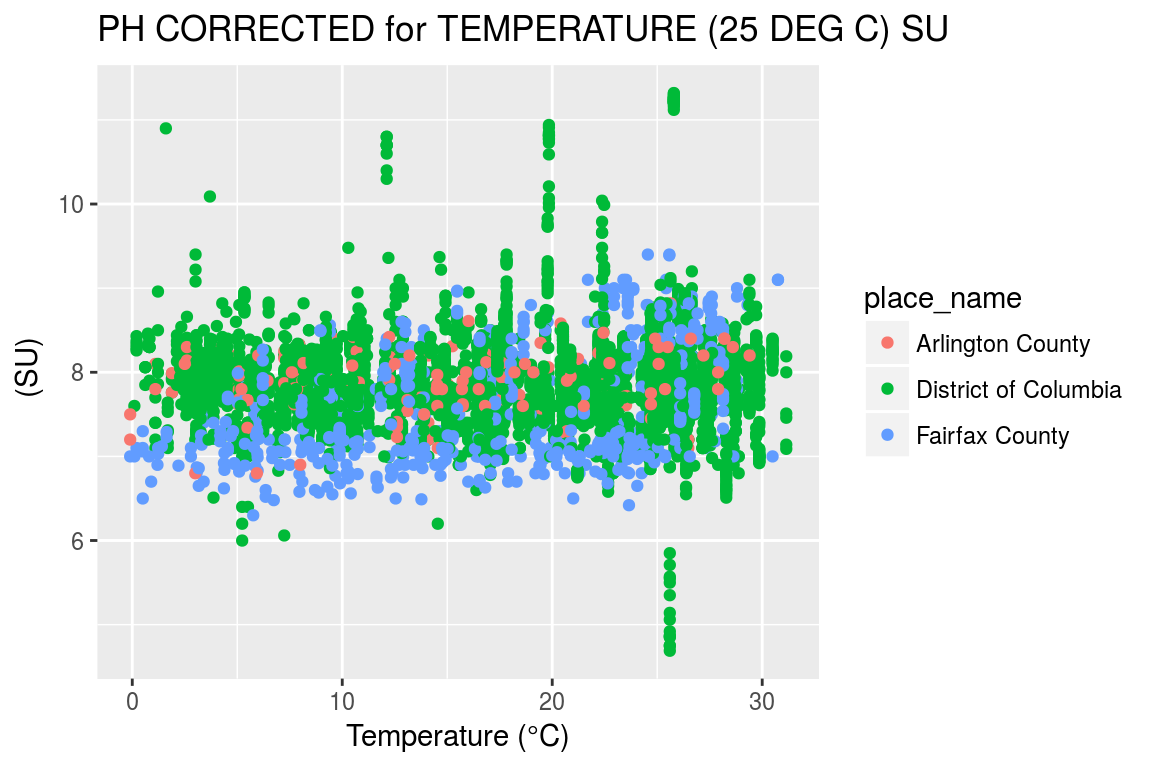 PH CORRECTED for TEMPERATURE (25 DEG C) SU
(SU)
10
8
6
0 10 20 30
Temperature (°C)
place_name
Arlington County
District of Columbia
Fairfax County